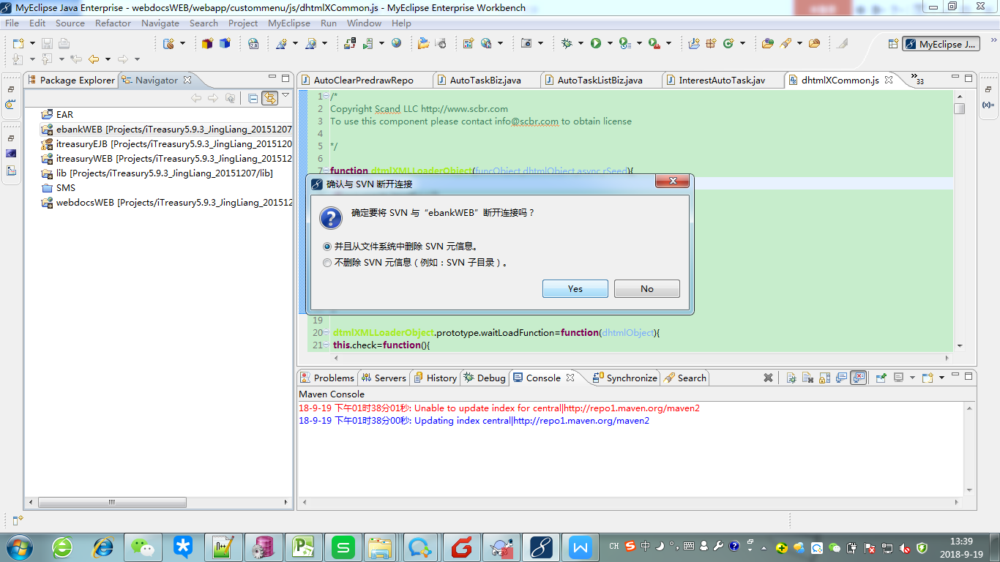 MyEclipse Java Enterprise - webdocsWEB/webapp/custommenu/js/dhtmlXCommon.js - MyEclipse Enterprise Workbench
File Edit Source Refactor Navigate Search Project MyEclipse Run Window Help
MyEclipse J...
Package Explorer Navigator
AutoClearPredrawRepo AutoTaskBiz.java AutoTaskListBiz.java InterestAutoTask.jav dhtmlXCommon.js 33
EAR
ebankWEB [Projects/iTreasury5.9.3_JingLiang_20151207
itreasuryEJB [Projects/iTreasury5.9.3_JingLiang_2015120
itreasuryWEB [Projects/iTreasury5.9.3_JingLiang_201512
lib [Projects/iTreasury5.9.3_JingLiang_20151207/lib]
SMS
webdocsWEB [Projects/iTreasury5.9.3_JingLiang_201512
1 /*
2 Copyright Scand LLC http://www.scbr.com
3 To use this component please contact info@scbr.com to obtain license
4
5 */
6
7 function dtmlXMLLoaderObject(funcObject,dhtmlObject,async,rSeed){
确认与 SVN 断开连接
确定要将 SVN 与“ebankWEB”断开连接吗？
并且从文件系统中删除 SVN 元信息。
不删除 SVN 元信息（例如：SVN 子目录）。
Yes No
19
20 dtmlXMLLoaderObject.prototype.waitLoadFunction=function(dhtmlObject){
21 this.check=function(){
Problems Servers History Debug Console Synchronize Search
Maven Console
18-9-19 下午01时38分01秒: Unable to update index for central|http://repo1.maven.org/maven2
18-9-19 下午01时38分00秒: Updating index central|http://repo1.maven.org/maven2
CH 中
13:39
2018-9-19